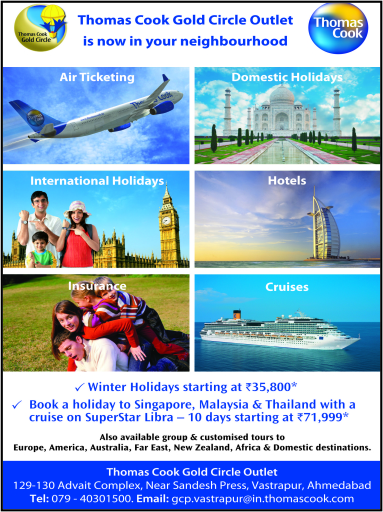 Thomas Cook
Gold Circle
Thomas Cook Gold Circle Outlet
is now in your neighbourhood
Thomas
Cook
Air Ticketing
Domestic Holidays
International Holidays
Hotels
Insurance
Cruises
✓ Winter Holidays starting at ₹35,800*
✓ Book a holiday to Singapore, Malaysia & Thailand with a
cruise on SuperStar Libra – 10 days starting at ₹71,999*
Also available group & customised tours to
Europe, America, Australia, Far East, New Zealand, Africa & Domestic destinations.
Thomas Cook Gold Circle Outlet
129-130 Advait Complex, Near Sandesh Press, Vastrapur, Ahmedabad
Tel: 079 - 40301500. Email: gcp.vastrapur@in.thomascook.com